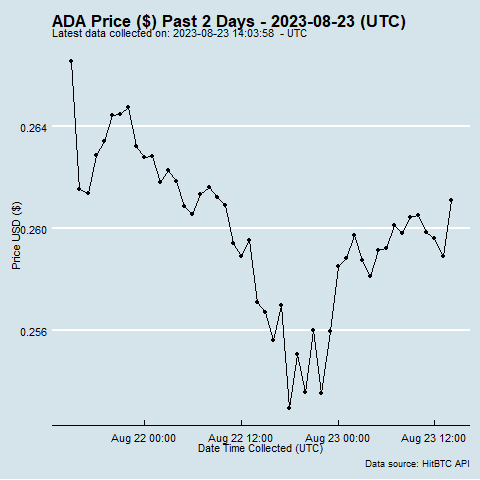 ADA Price ($) Past 2 Days - 2023-08-23 (UTC)
Latest data collected on: 2023-08-23 14:03:58 - UTC
0.264
0.260
0.256
Price USD ($)
Aug 22 00:00
Aug 22 12:00
Aug 23 00:00
Aug 23 12:00
Date Time Collected (UTC)
Data source: HitBTC API